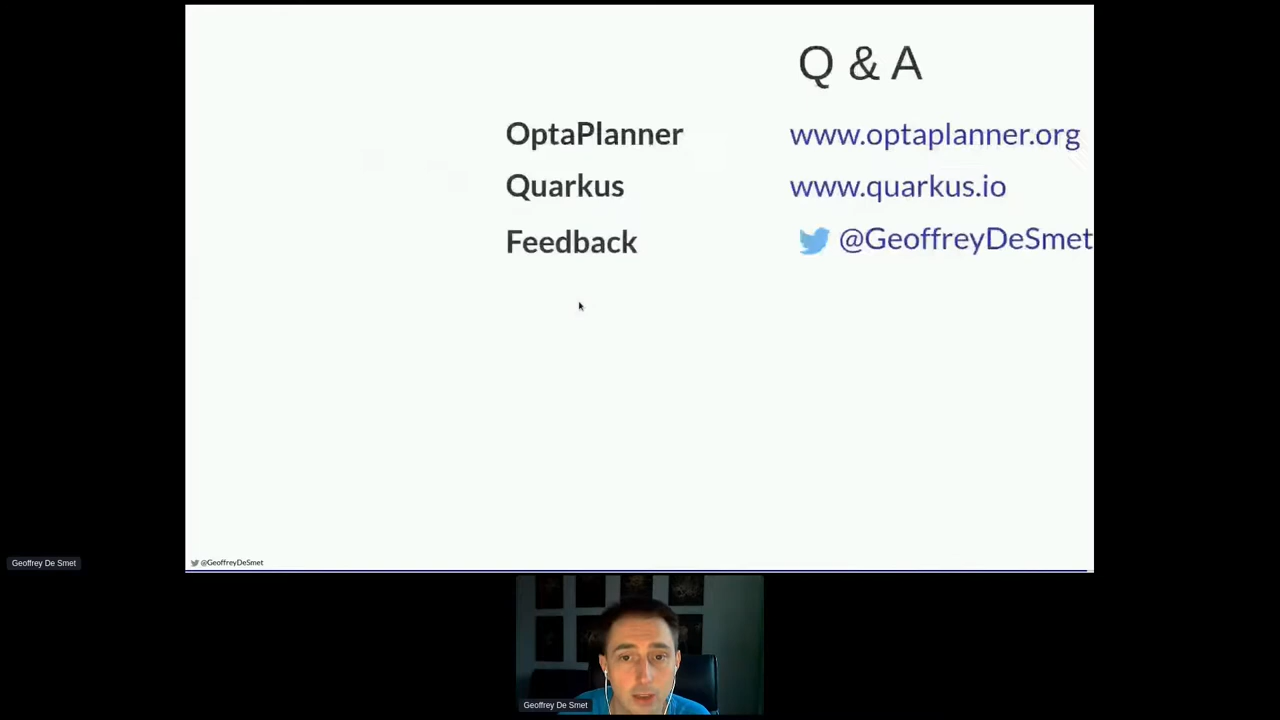 Q & A
OptaPlanner www.optaplanner.org
Quarkus www.quarkus.io
Feedback @GeoffreyDeSmet
@GeoffreyDeSmet
Geoffrey De Smet
Geoffrey De Smet